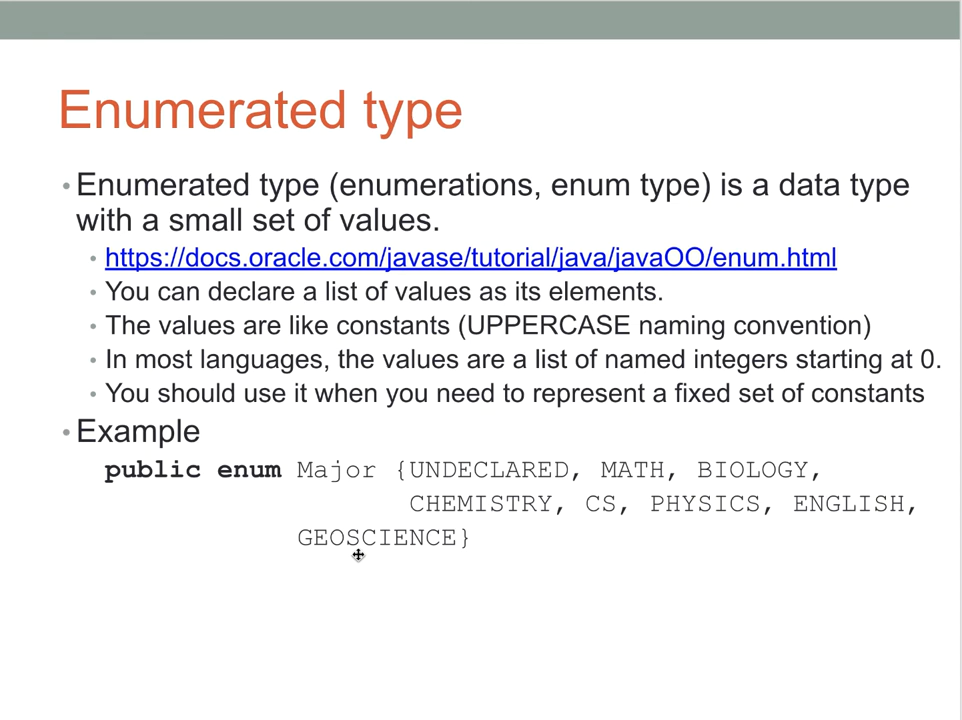 Enumerated type
• Enumerated type (enumerations, enum type) is a data type
with a small set of values.
• https://docs.oracle.com/javase/tutorial/java/javaOO/enum.html
• You can declare a list of values as its elements.
• The values are like constants (UPPERCASE naming convention)
• In most languages, the values are a list of named integers starting at 0.
• You should use it when you need to represent a fixed set of constants
• Example
public enum Major {UNDECLARED, MATH, BIOLOGY,
CHEMISTRY, CS, PHYSICS, ENGLISH,
GEOSCIENCE}